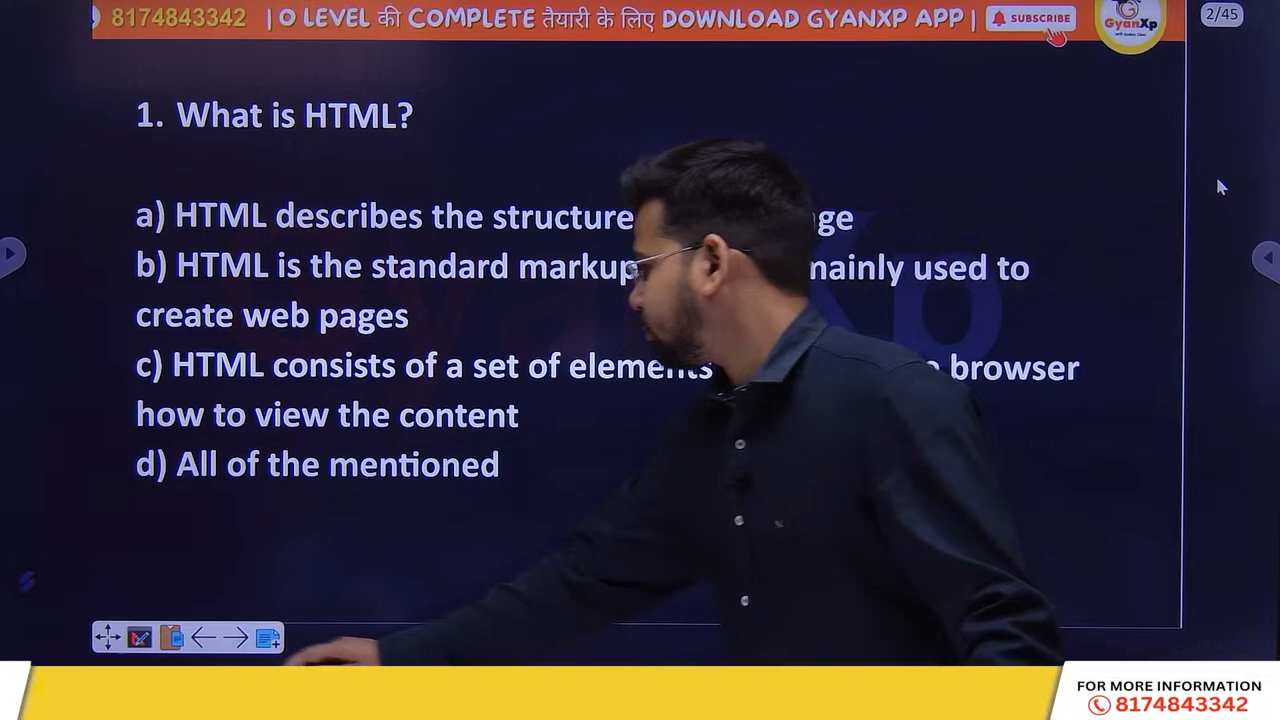 8174843342 | O LEVEL की COMPLETE तैयारी के लिए DOWNLOAD GYANXP APP | SUBSCRIBE
GyanXp
2/45
1. What is HTML?
a) HTML describes the structure
b) HTML is the standard markup mainly used to
create web pages
c) HTML consists of a set of elements browser
how to view the content
d) All of the mentioned
FOR MORE INFORMATION
8174843342